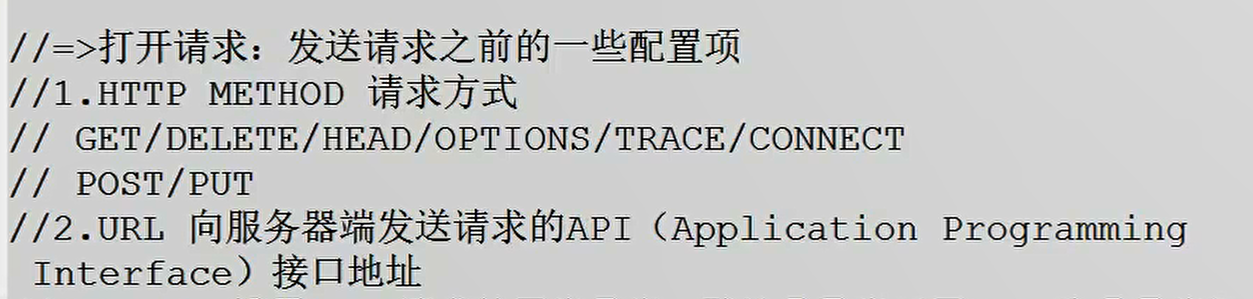 //=>打开请求：发送请求之前的一些配置项
//1.HTTP METHOD 请求方式
// GET/DELETE/HEAD/OPTIONS/TRACE/CONNECT
// POST/PUT
//2.URL 向服务器端发送请求的API（Application Programming
Interface）接口地址